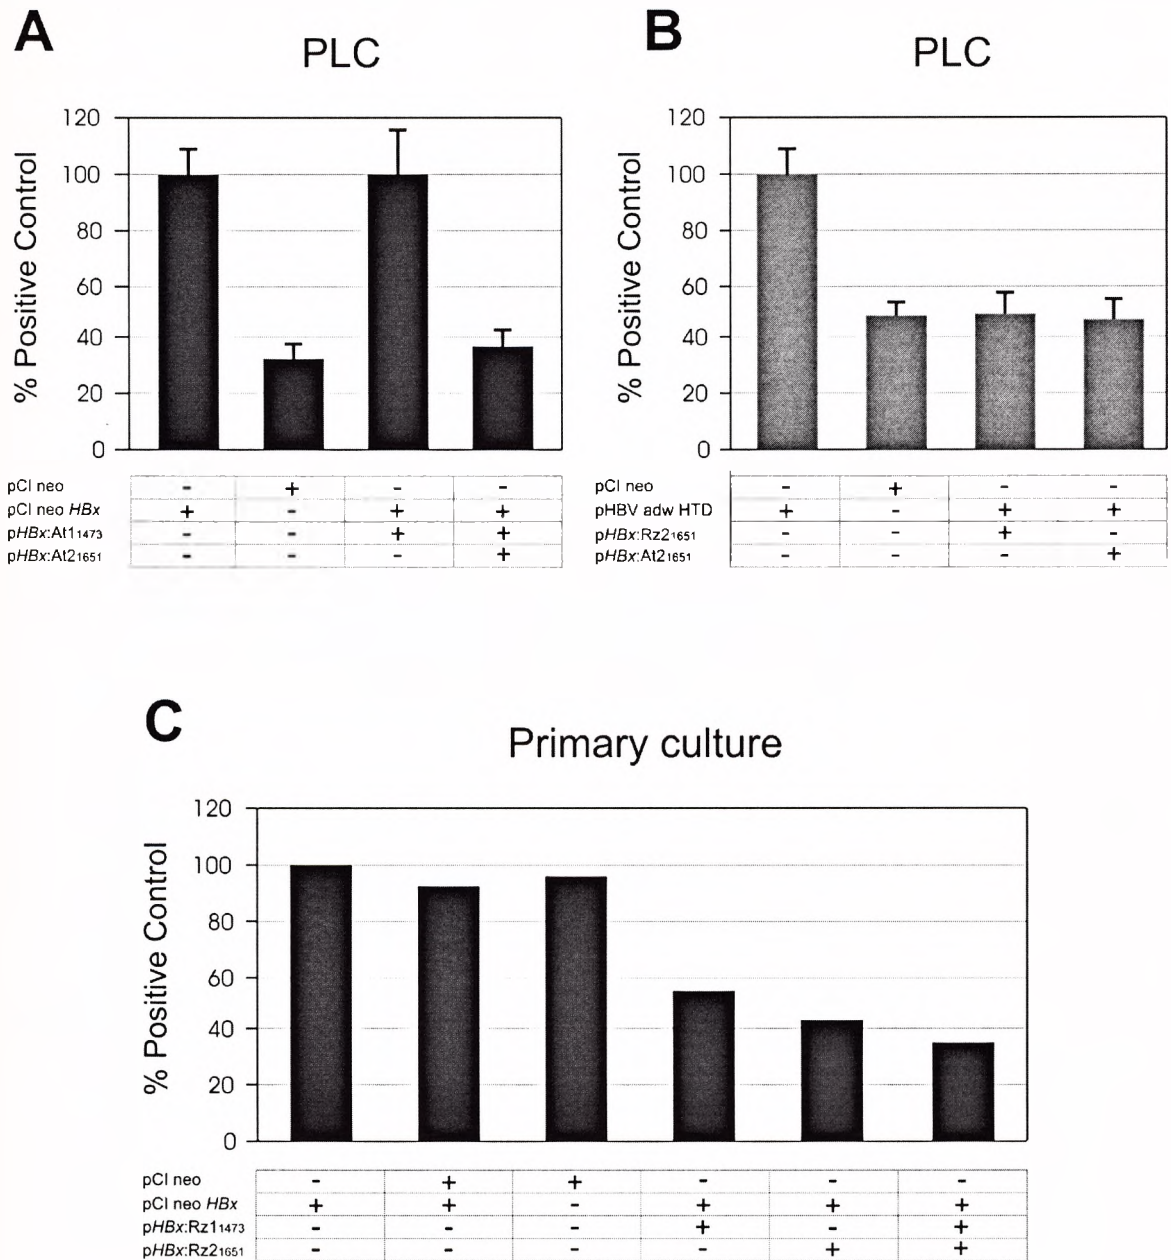 A
PLC
% Positive Control
120
100
80
60
40
20
0
pCI neo - + - -
pCI neo HBx + - + +
pHBx:At11473 - - + +
pHBx:At21651 - - - +
B
PLC
% Positive Control
120
100
80
60
40
20
0
pCI neo - + - -
pHBV adw HTD + - + +
pHBx:Rz21651 - - + -
pHBx:At21651 - - - +
C
Primary culture
% Positive Control
120
100
80
60
40
20
0
pCI neo - + + - - -
pCI neo HBx + + - + + +
pHBx:Rz11473 - - - + - +
pHBx:Rz21651 - - - - + +